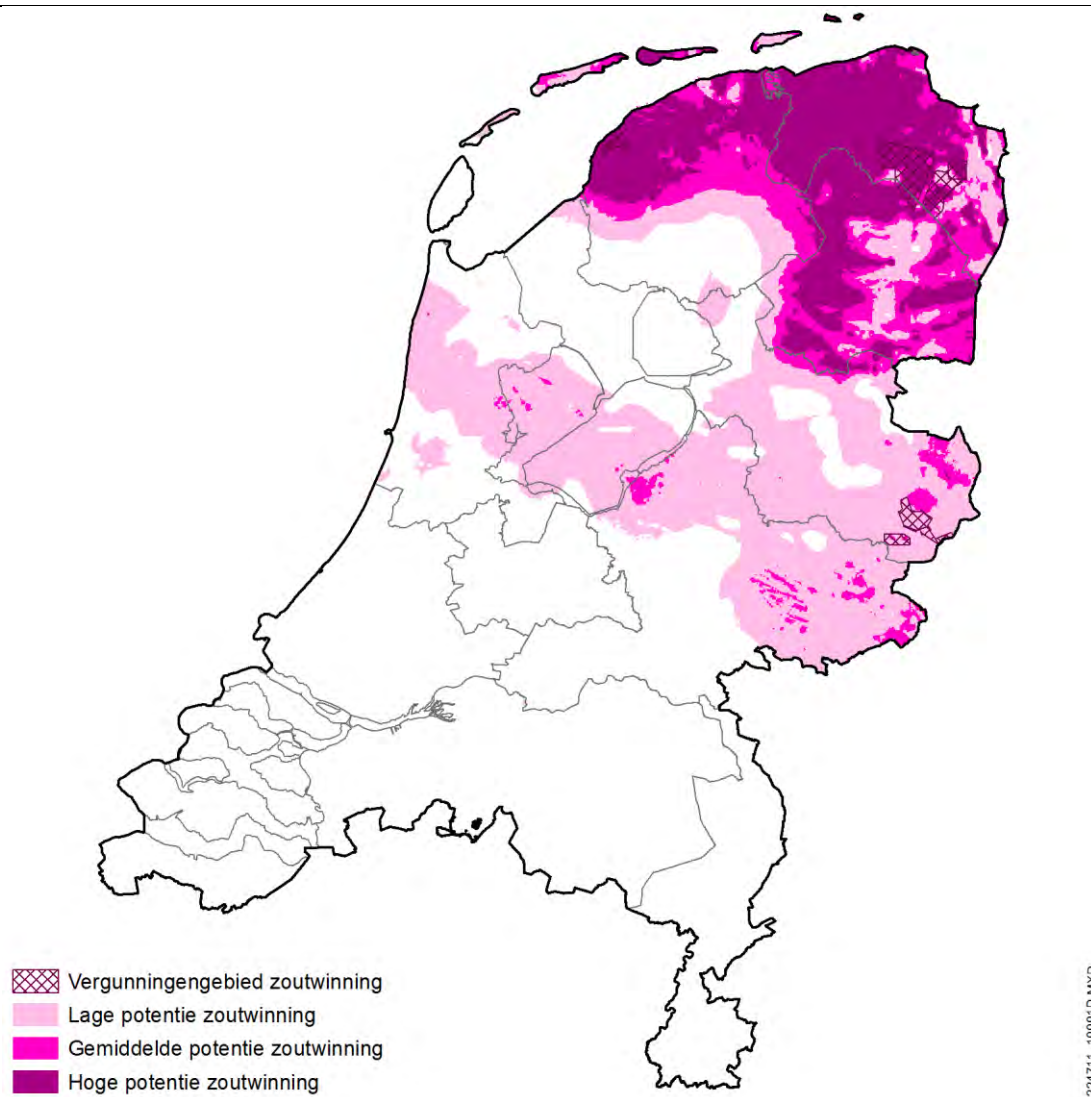 Vergunningengebied zoutwinning
Lage potentie zoutwinning
Gemiddelde potentie zoutwinning
Hoge potentie zoutwinning